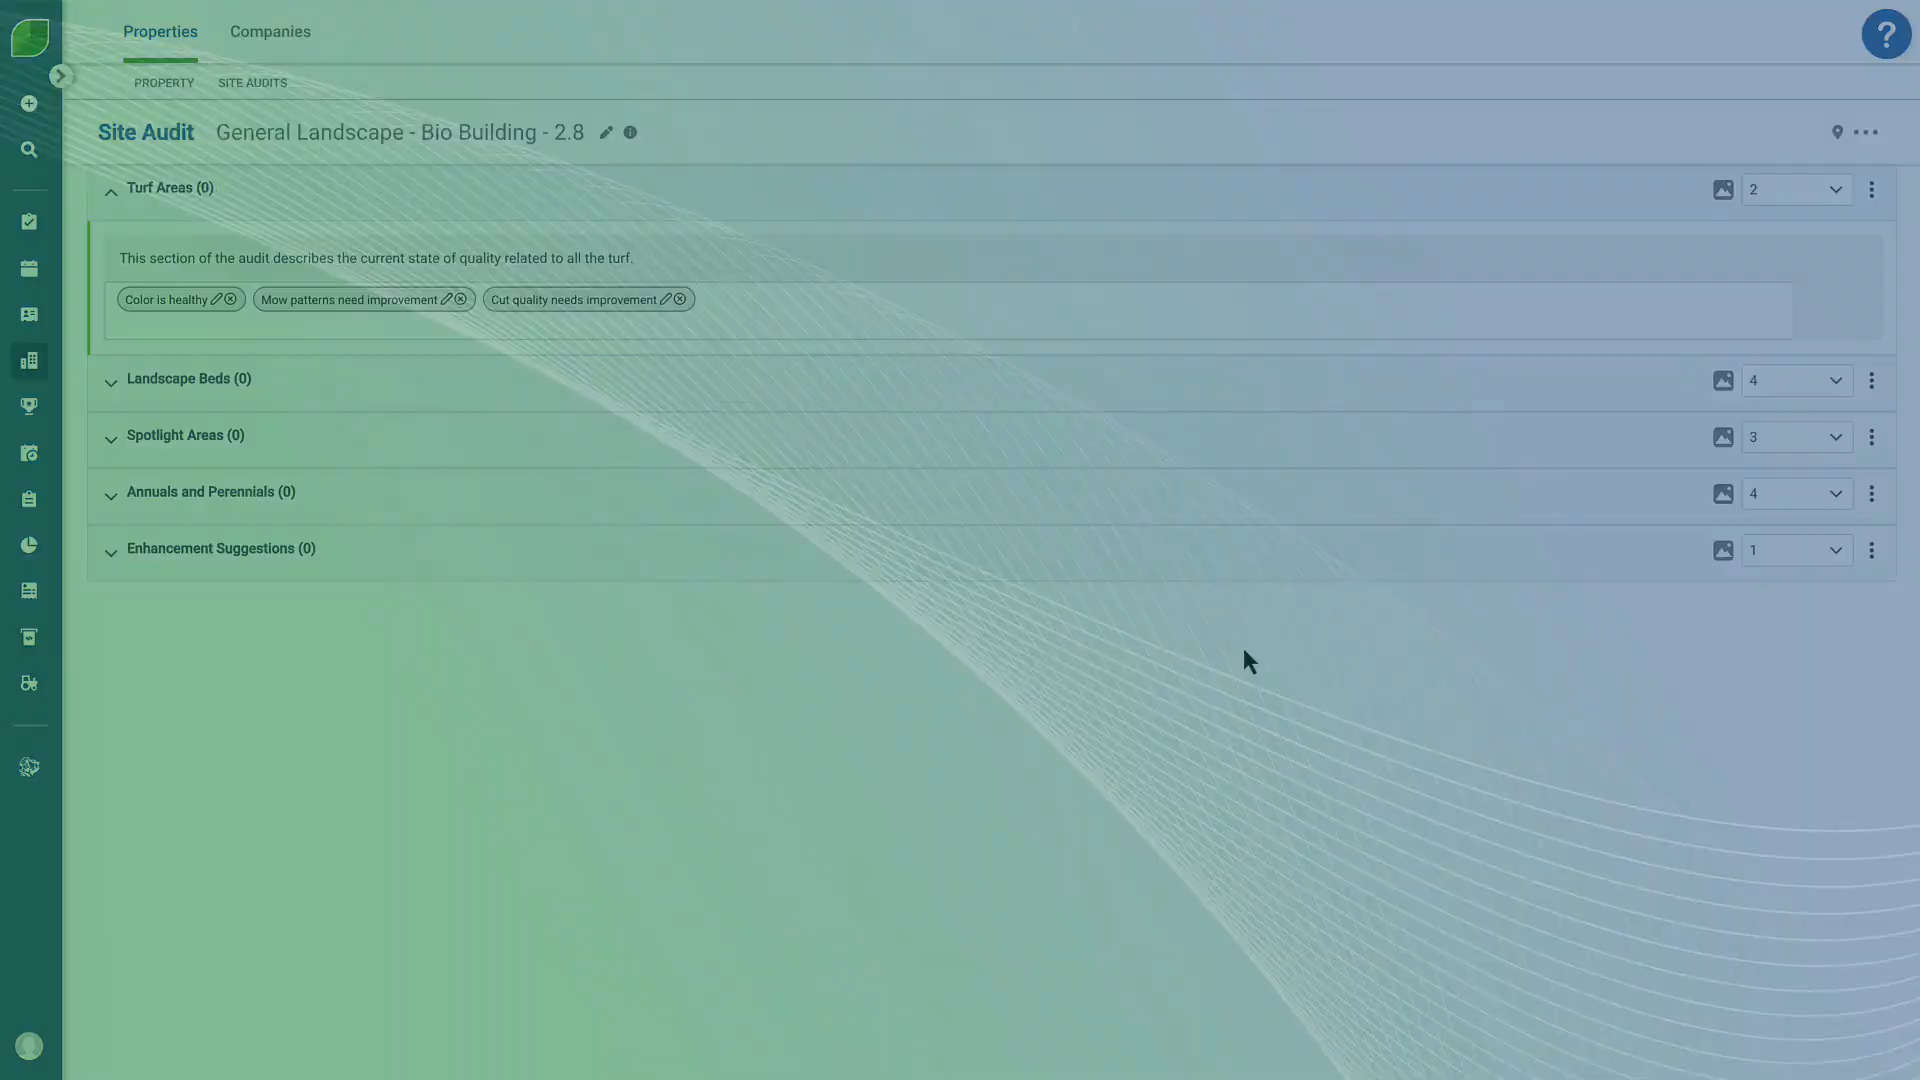 Properties Companies
?
PROPERTY SITE AUDITS
Site Audit General Landscape - Bio Building - 2.8
Turf Areas (0) 2
This section of the audit describes the current state of quality related to all the turf.
Color is healthy Mow patterns need improvement Cut quality needs improvement
Landscape Beds (0) 4
Spotlight Areas (0) 3
Annuals and Perennials (0) 4
Enhancement Suggestions (0) 1